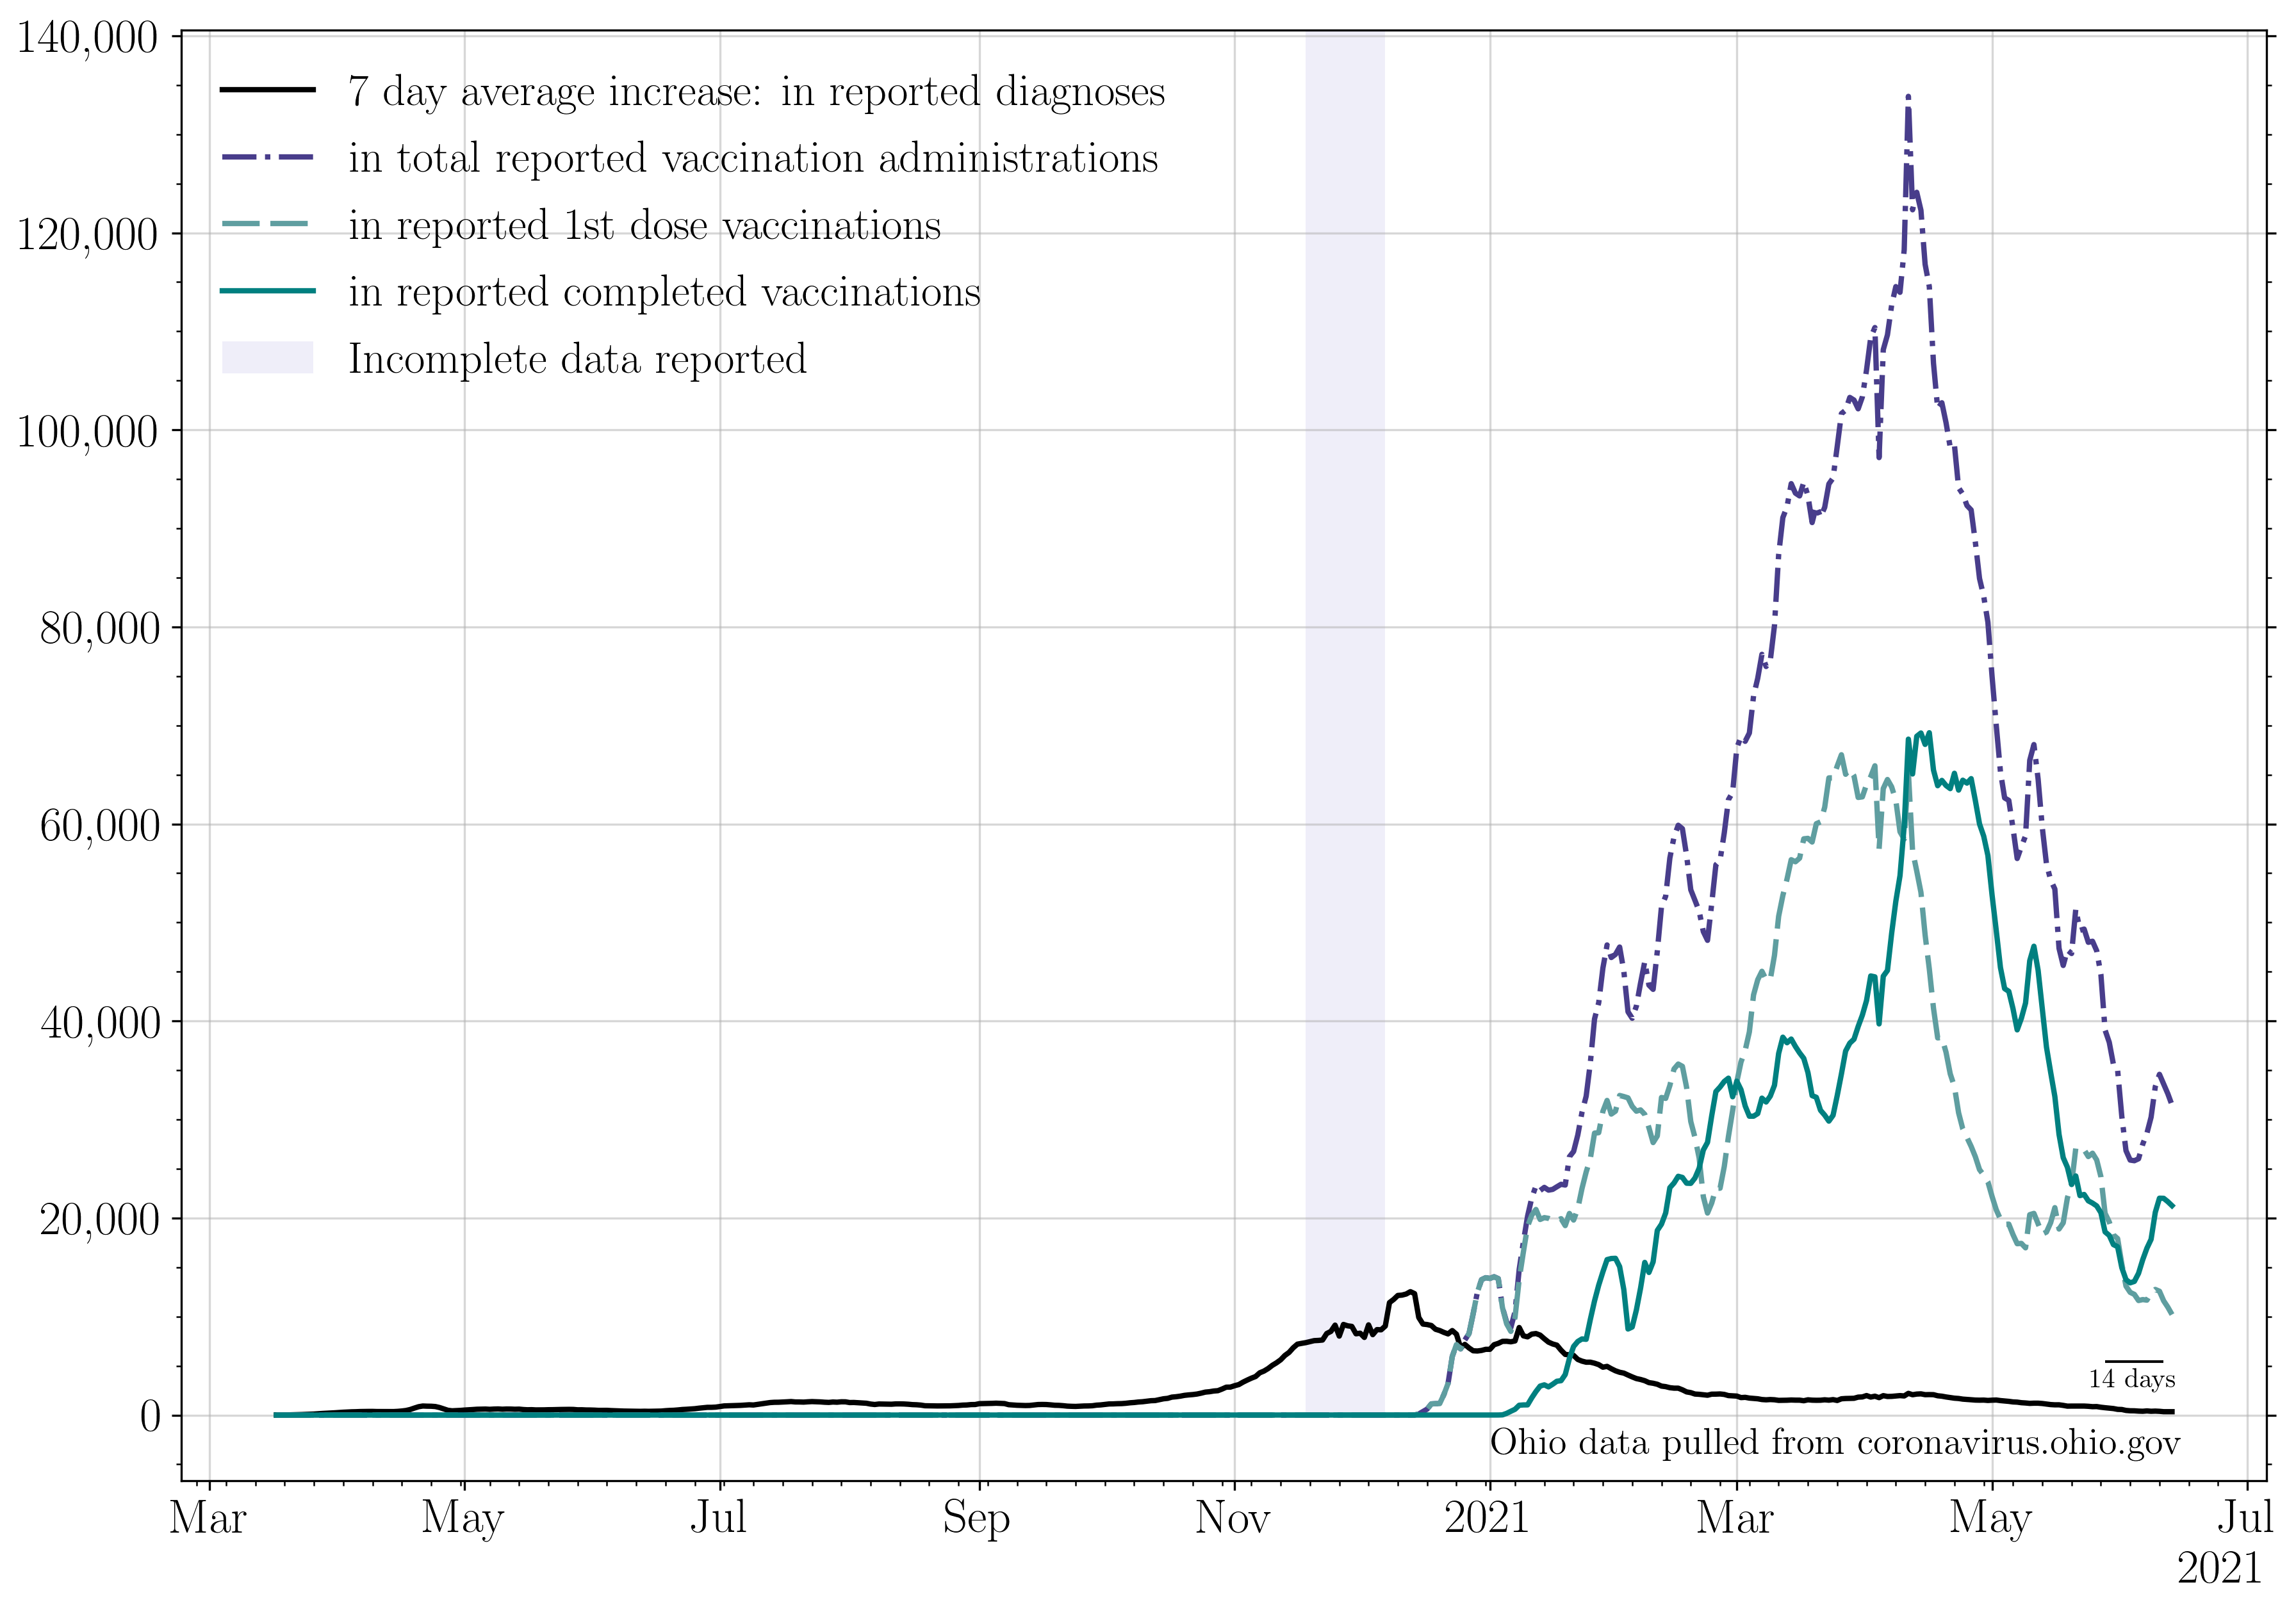 140,000
120,000
100,000
80,000
60,000
40,000
20,000
0
7 day average increase: in reported diagnoses
in total reported vaccination administrations
in reported 1st dose vaccinations
in reported completed vaccinations
Incomplete data reported
14 days
Ohio data pulled from coronavirus.ohio.gov
Mar May Jul Sep Nov 2021 Mar May Jul
2021